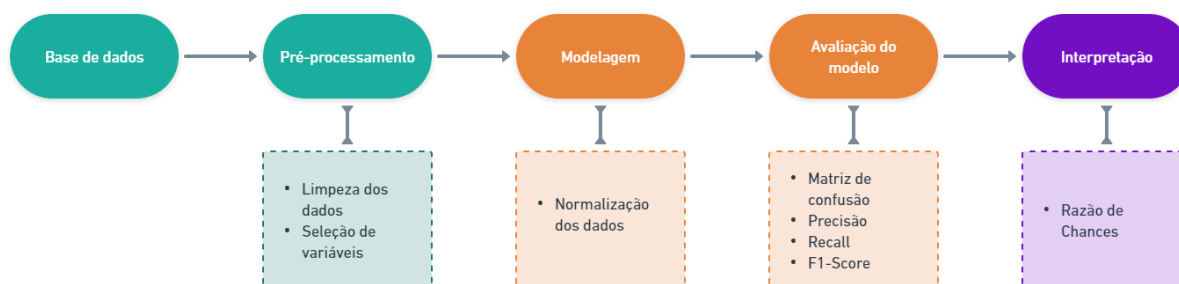 Base de dados
Pré-processamento
Modelagem
Avaliação do
modelo
Interpretação
• Limpeza dos
dados
• Seleção de
variáveis
• Normalização
dos dados
• Matriz de
confusão
• Precisão
• Recall
• F1-Score
• Razão de
Chances